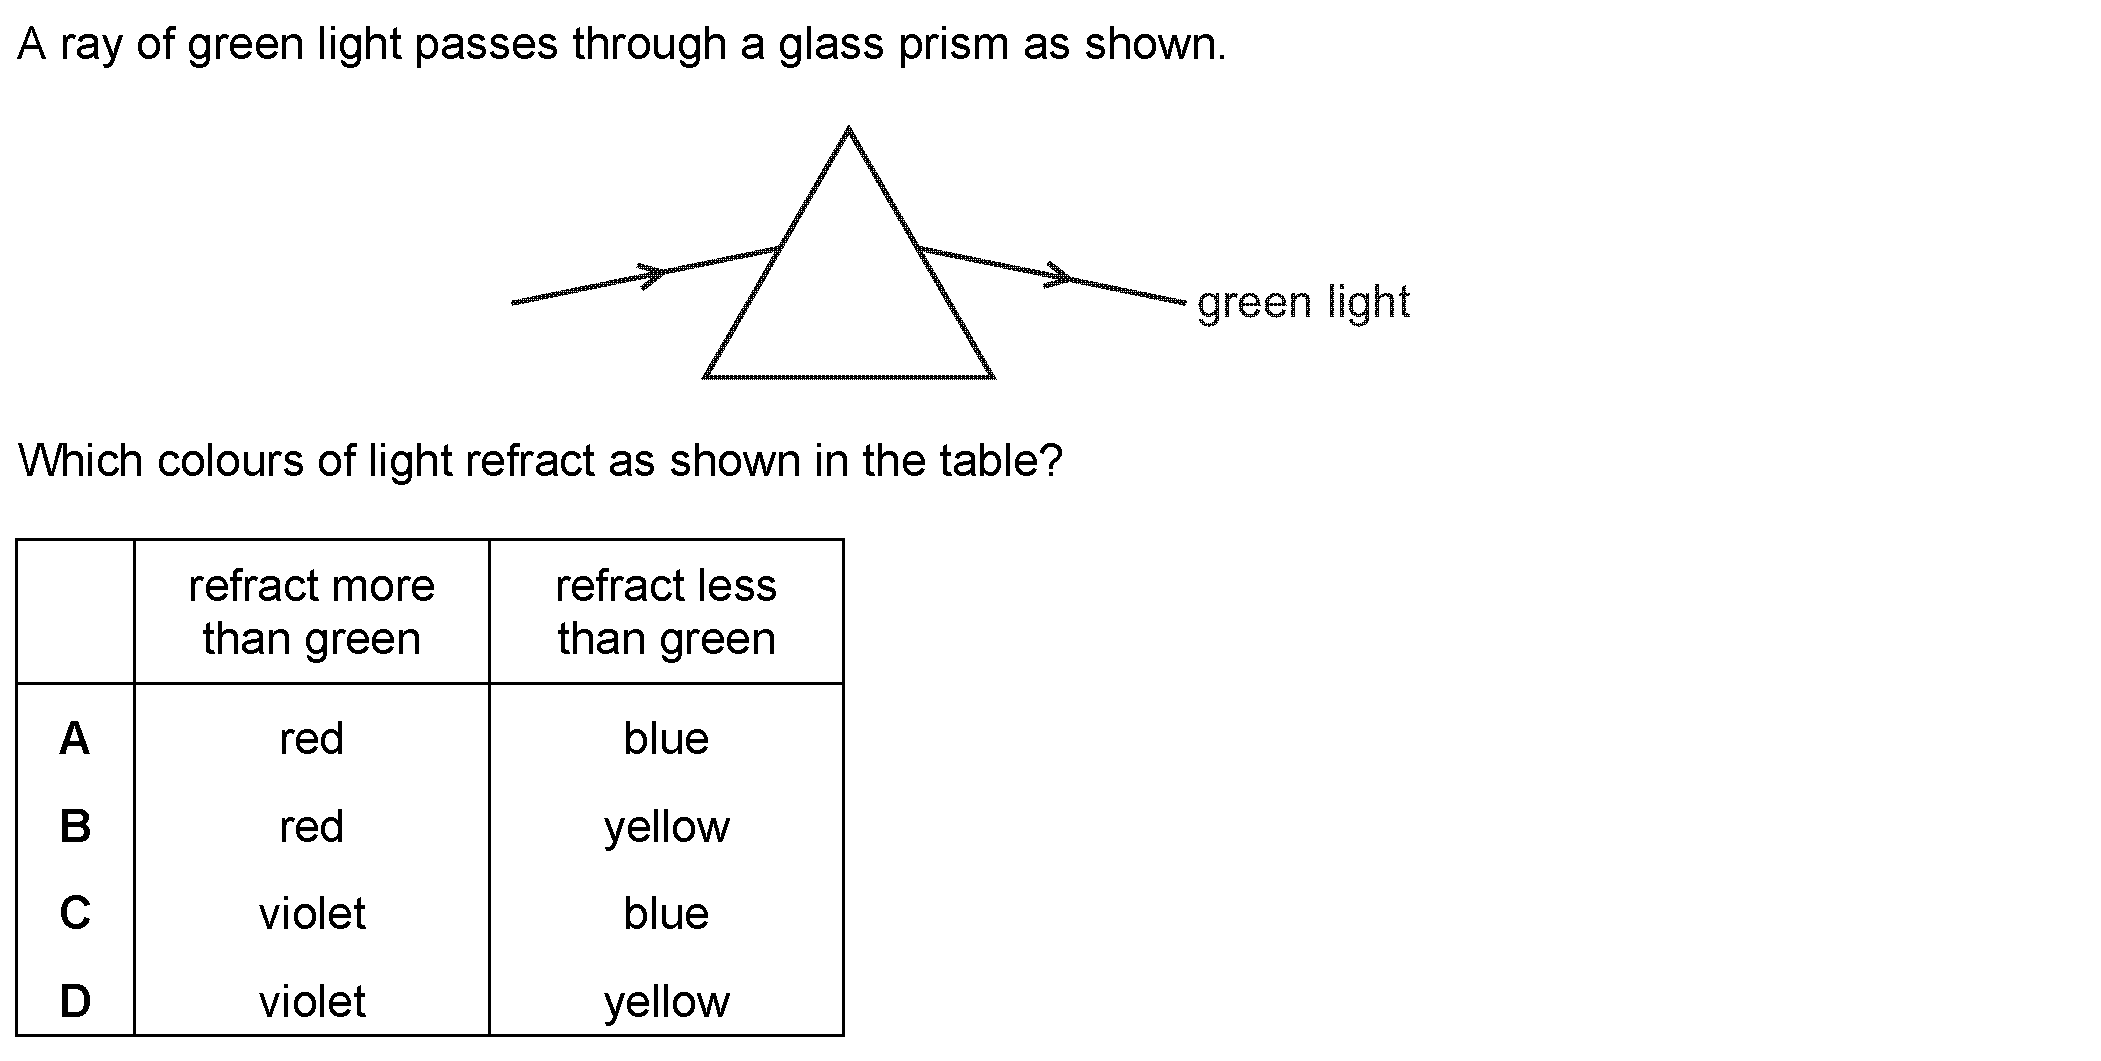 A ray of green light passes through a glass prism as shown.
green light
Which colours of light refract as shown in the table?
refract more than green
refract less than green
A red blue
B red yellow
C violet blue
D violet yellow